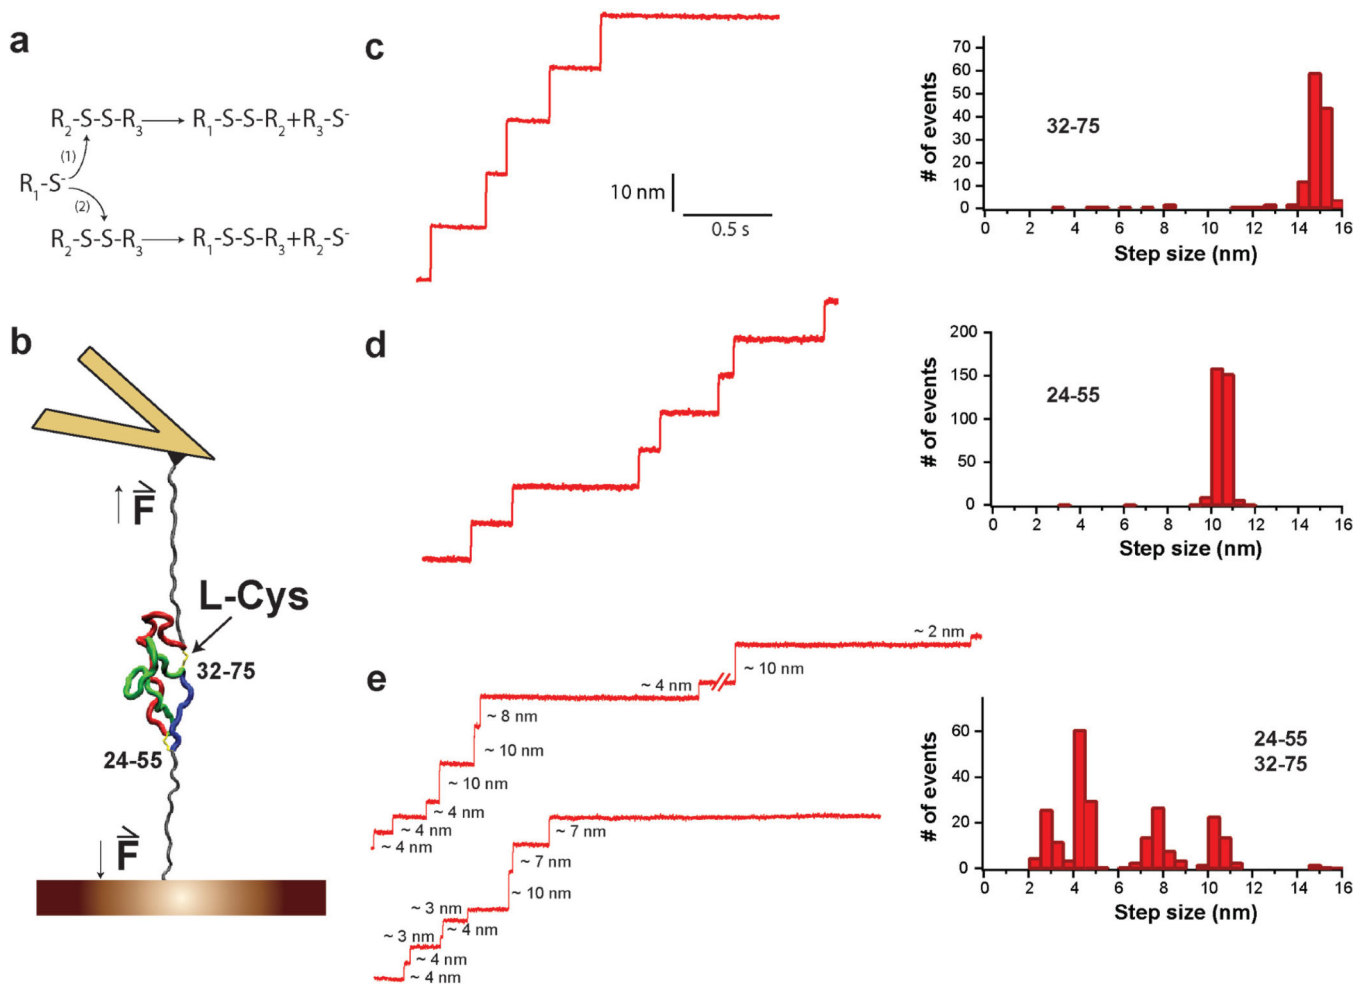 a
R2-S-S-R3 → R1-S-S-R2+R3-S-
(1)
R1-S-
(2)
R2-S-S-R3 → R1-S-S-R3+R2-S-
b
F
L-Cys
32-75
24-55
F
c
10 nm
0.5 s
# of events
70
60
50
40
30
20
10
0
32-75
0 2 4 6 8 10 12 14 16
Step size (nm)
d
# of events
200
150
100
50
0
24-55
0 2 4 6 8 10 12 14 16
Step size (nm)
e
~ 2 nm
~ 4 nm
~ 10 nm
~ 8 nm
~ 10 nm
~ 10 nm
~ 4 nm
~ 4 nm
~ 4 nm
~ 7 nm
~ 7 nm
~ 10 nm
~ 3 nm
~ 4 nm
~ 3 nm
~ 4 nm
~ 4 nm
# of events
60
40
20
0
24-55
32-75
0 2 4 6 8 10 12 14 16
Step size (nm)